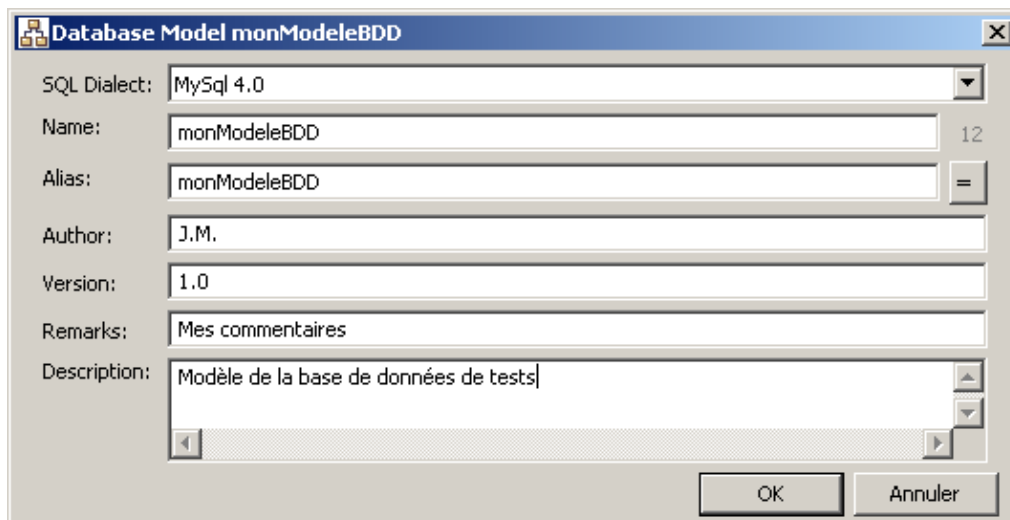 Database Model monModeleBDD
SQL Dialect: MySql 4.0
Name: monModeleBDD 12
Alias: monModeleBDD =
Author: J.M.
Version: 1.0
Remarks: Mes commentaires
Description: Modèle de la base de données de tests
OK Annuler